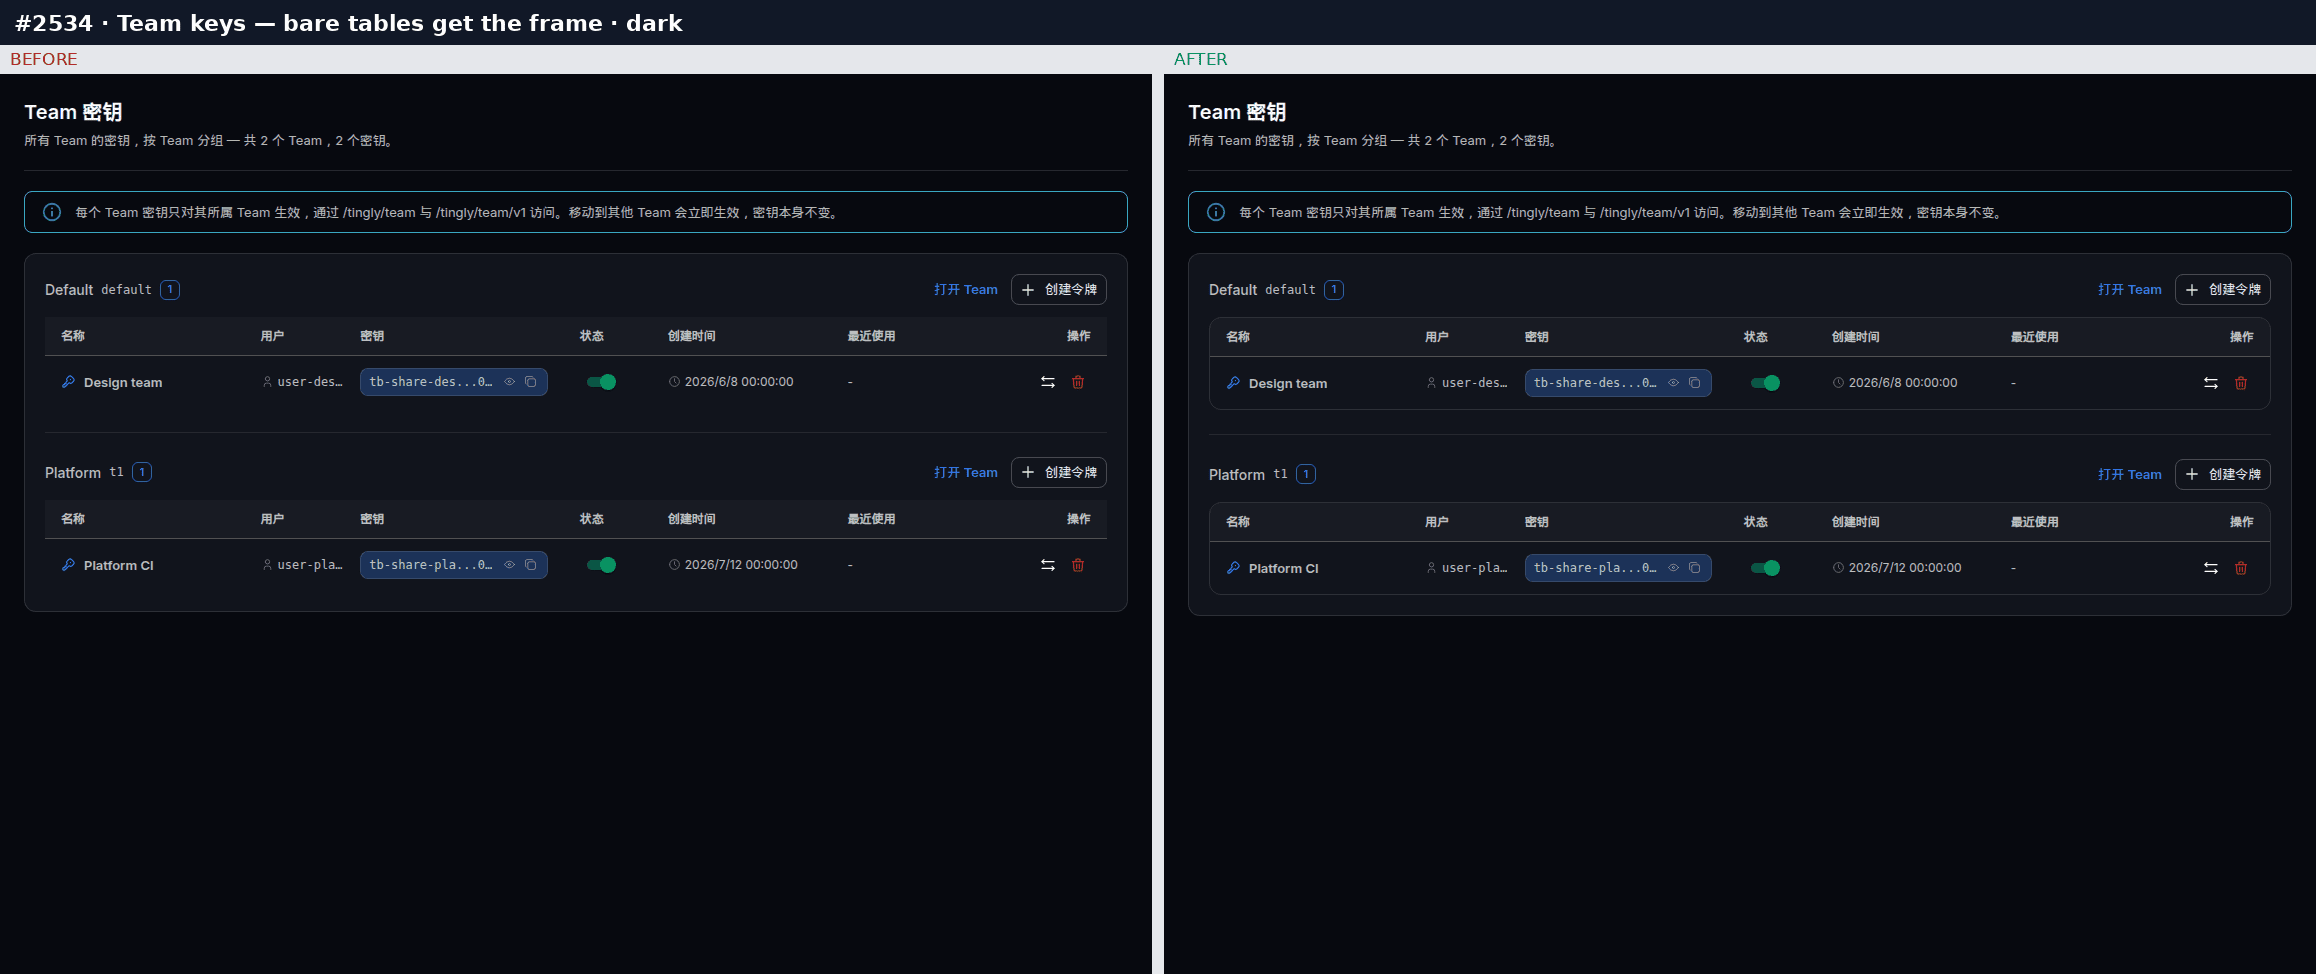 #2534 · Team keys — bare tables get the frame · dark
BEFORE
Team 密钥
所有 Team 的密钥，按 Team 分组 — 共 2 个 Team，2 个密钥。
每个 Team 密钥只对其所属 Team 生效，通过 /tingly/team 与 /tingly/team/v1 访问。移动到其他 Team 会立即生效，密钥本身不变。
Default default 1 打开 Team 创建令牌
名称 用户 密钥 状态 创建时间 最近使用 操作
Design team user-des... tb-share-des...0... 2026/6/8 00:00:00 -
Platform t1 1 打开 Team 创建令牌
名称 用户 密钥 状态 创建时间 最近使用 操作
Platform CI user-pla... tb-share-pla...0... 2026/7/12 00:00:00 -
AFTER
Team 密钥
所有 Team 的密钥，按 Team 分组 — 共 2 个 Team，2 个密钥。
每个 Team 密钥只对其所属 Team 生效，通过 /tingly/team 与 /tingly/team/v1 访问。移动到其他 Team 会立即生效，密钥本身不变。
Default default 1 打开 Team 创建令牌
名称 用户 密钥 状态 创建时间 最近使用 操作
Design team user-des... tb-share-des...0... 2026/6/8 00:00:00 -
Platform t1 1 打开 Team 创建令牌
名称 用户 密钥 状态 创建时间 最近使用 操作
Platform CI user-pla... tb-share-pla...0... 2026/7/12 00:00:00 -